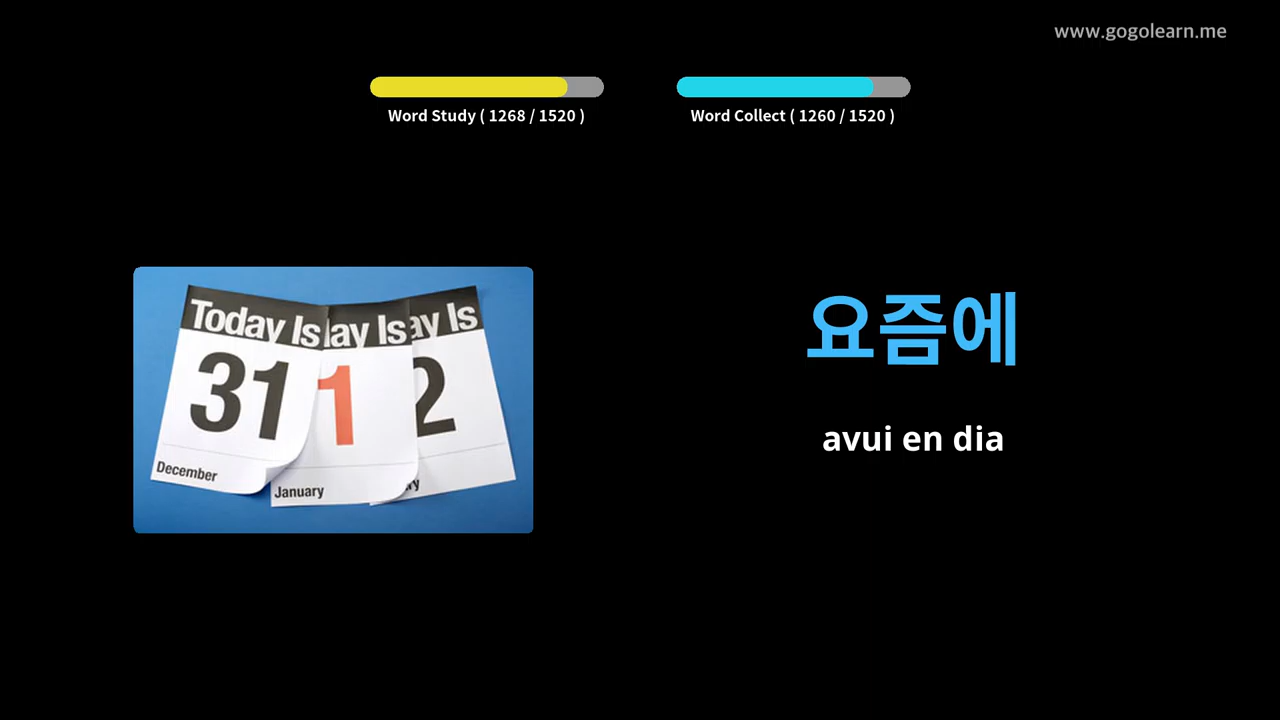 www.gogolearn.me
Word Study ( 1268 / 1520 )
Word Collect ( 1260 / 1520 )
Today Is
31
December
ay Is
1
January
ay Is
2
ry
요즘에
avui en dia